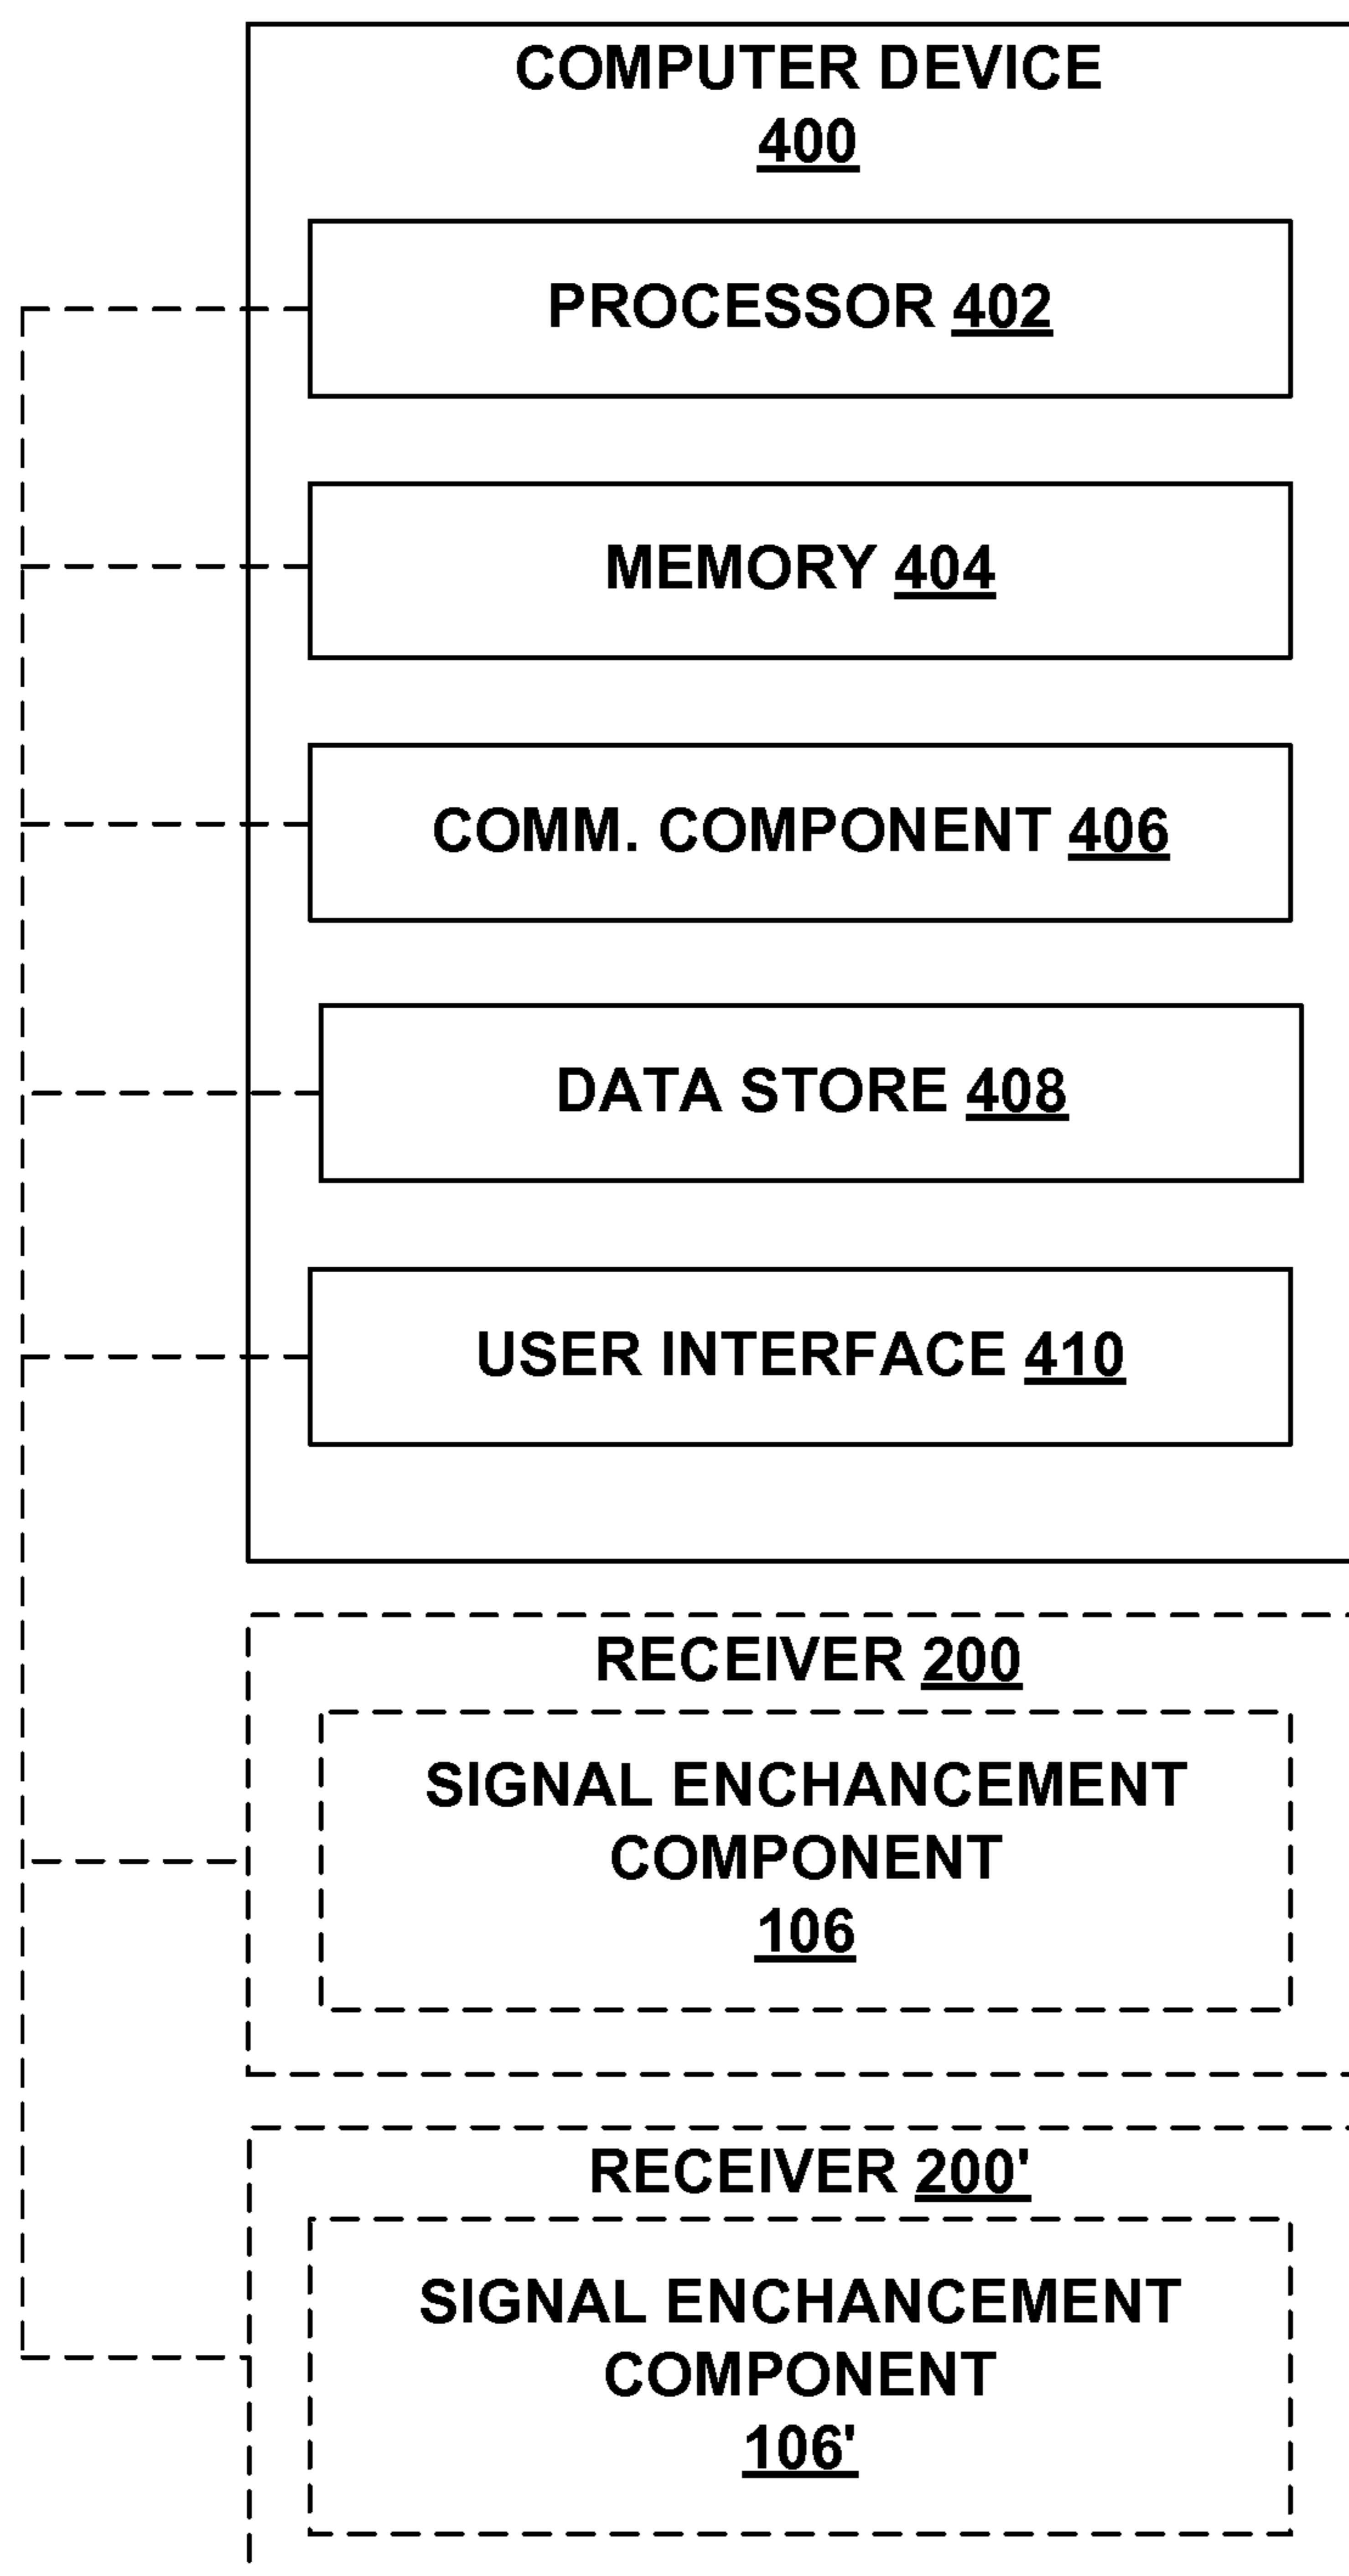 COMPUTER DEVICE
400
PROCESSOR 402
MEMORY 404
COMM. COMPONENT 406
DATA STORE 408
USER INTERFACE 410
RECEIVER 200
SIGNAL ENCHANCEMENT
COMPONENT
106
RECEIVER 200'
SIGNAL ENCHANCEMENT
COMPONENT
106'